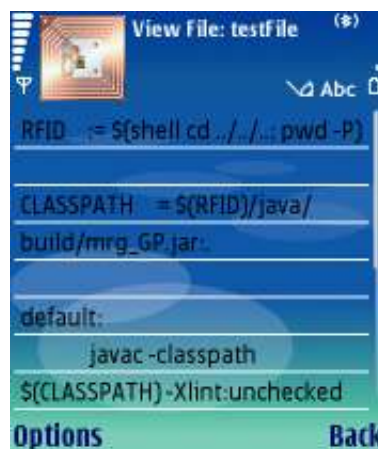 View File: testFile
Abc
RFID := $(shell cd ../../..; pwd -P)
CLASSPATH = $(RFID)/java/
build/mrg_GP.jar:.
default:
javac -classpath
$(CLASSPATH) -Xlint:unchecked
Options Back